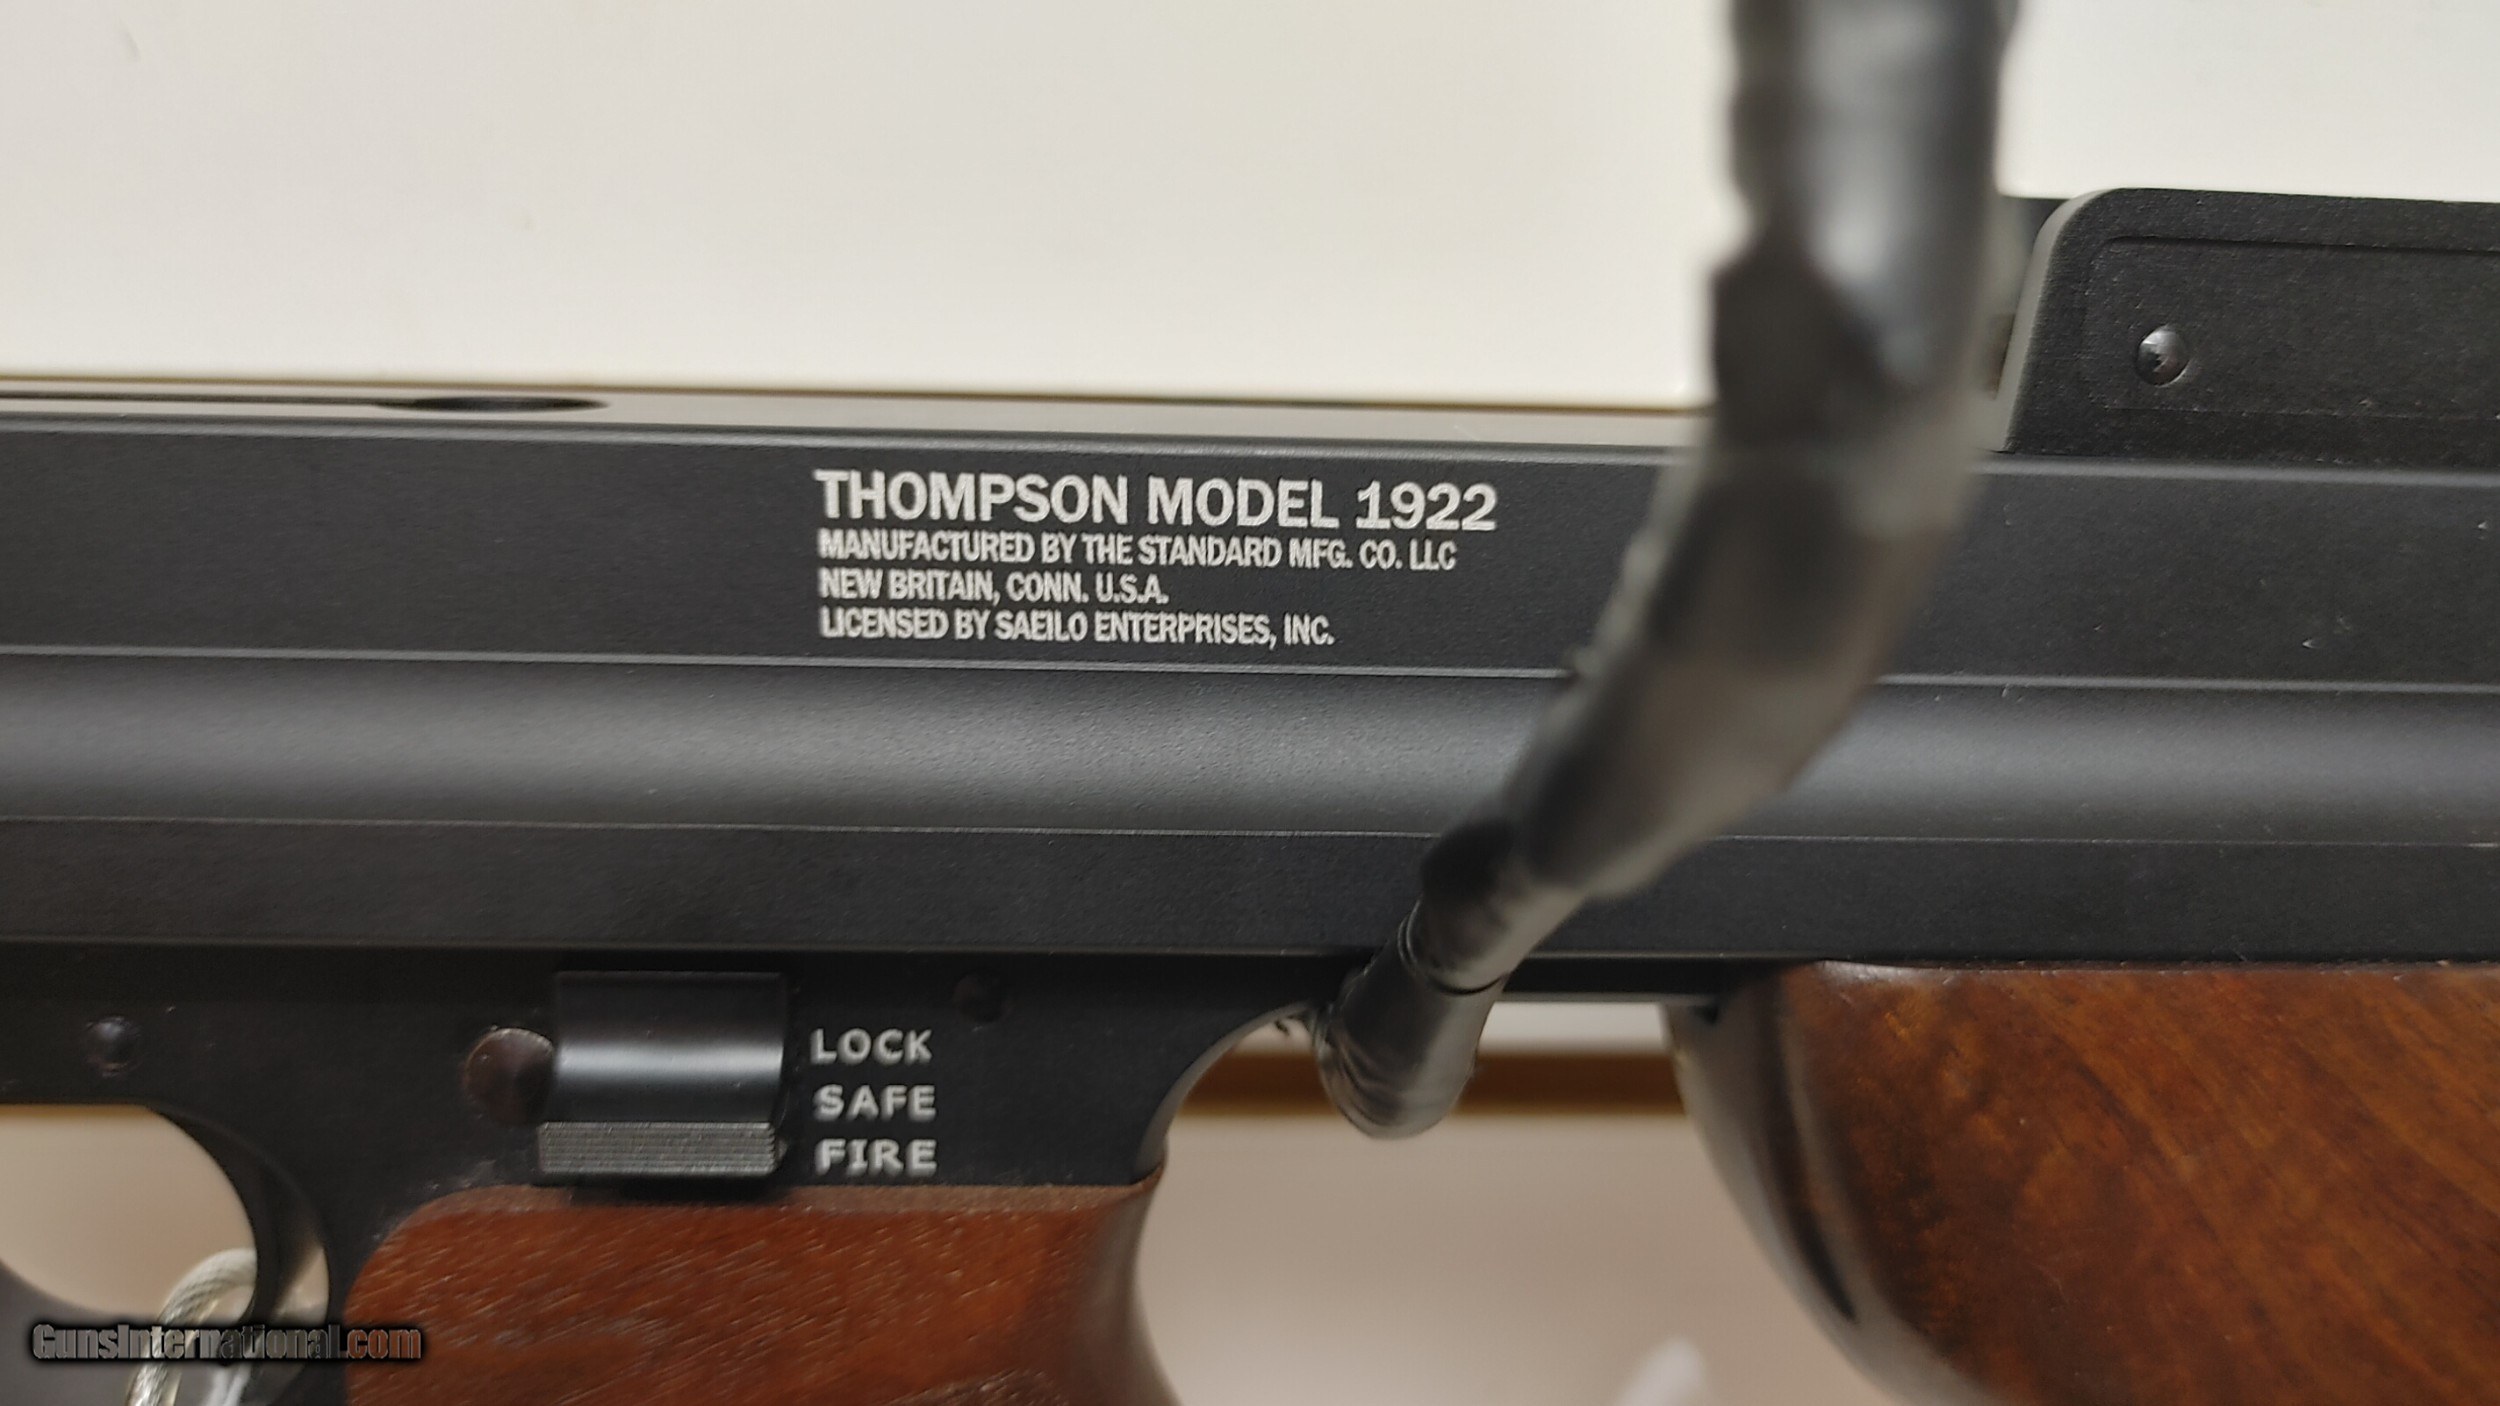 THOMPSON MODEL 1922
MANUFACTURED BY THE STANDARD MFG. CO. LLC
NEW BRITAIN, CONN. U.S.A.
LICENSED BY SAEILO ENTERPRISES, INC.
LOCK
SAFE
FIRE
GunsInternational.com